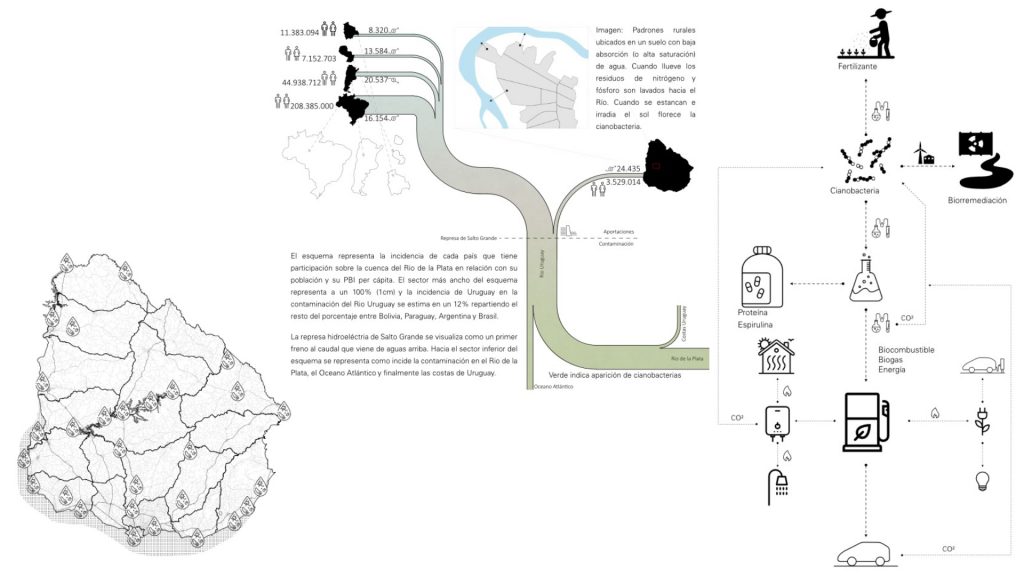 11.383.094
8.320
7.152.703
13.584
44.938.712
20.537
208.385.000
16.154
Imagen: Padrones rurales
ubicados en un suelo con baja
absorción (o alta saturación)
de agua. Cuando llueve los
residuos de nitrógeno y
fósforo son lavados hacia el
Río. Cuando se estancan e
irradia el sol florece la
cianobacteria.
24.435
3.529.014
Represa de Salto Grande
Aportaciones
Contaminación
Río Uruguay
El esquema representa la incidencia de cada país que tiene
participación sobre la cuenca del Rio de la Plata en relación con su
población y su PBI per cápita. El sector más ancho del esquema
representa a un 100% (1cm) y la incidencia de Uruguay en la
contaminación del Rio Uruguay se estima en un 12% repartiendo el
resto del porcentaje entre Bolivia, Paraguay, Argentina y Brasil.
La represa hidroeléctria de Salto Grande se visualiza como un primer
freno al caudal que viene de aguas arriba. Hacia el sector inferior del
esquema se representa como incide la contaminación en el Rio de la
Plata, el Oceano Atlántico y finalmente las costas de Uruguay.
Costas Uruguay
Rio de la Plata
Verde indica aparición de cianobacterias
Oceano Atlántico
Fertilizante
Cianobacteria
Biorremediación
Proteína
Espirulina
CO²
Biocombustible
Biogas
Energía
CO²
CO²